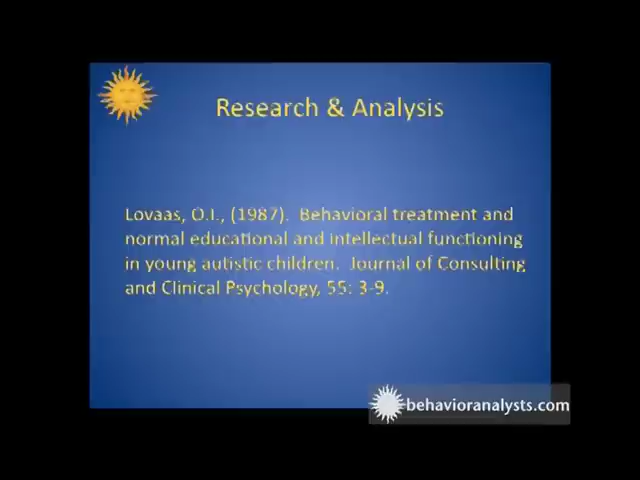 Research & Analysis
Lovaas, O.I., (1987). Behavioral treatment and
normal educational and intellectual functioning
in young autistic children. Journal of Consulting
and Clinical Psychology, 55: 3-9.
behavioranalysts.com